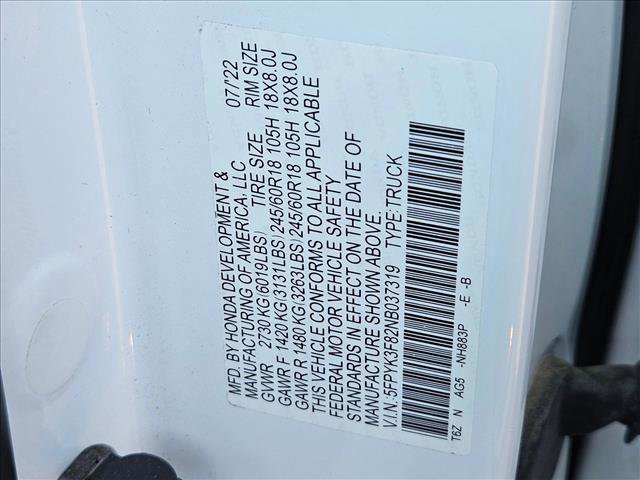 MFD. BY HONDA DEVELOPMENT & 07/'22
MANUFACTURING OF AMERICA, LLC
GVWR 2730 KG(6019LBS) TIRE SIZE RIM SIZE
GAWR F 1420 KG(3131LBS) 245/60R18 105H 18X8.0J
GAWR R 1480 KG(3263LBS) 245/60R18 105H 18X8.0J
THIS VEHICLE CONFORMS TO ALL APPLICABLE
FEDERAL MOTOR VEHICLE SAFETY
STANDARDS IN EFFECT ON THE DATE OF
MANUFACTURE SHOWN ABOVE.
V.I.N.:5FPYK3F82NB037319 TYPE:TRUCK
T6Z N AG5 -NH883P -E -B